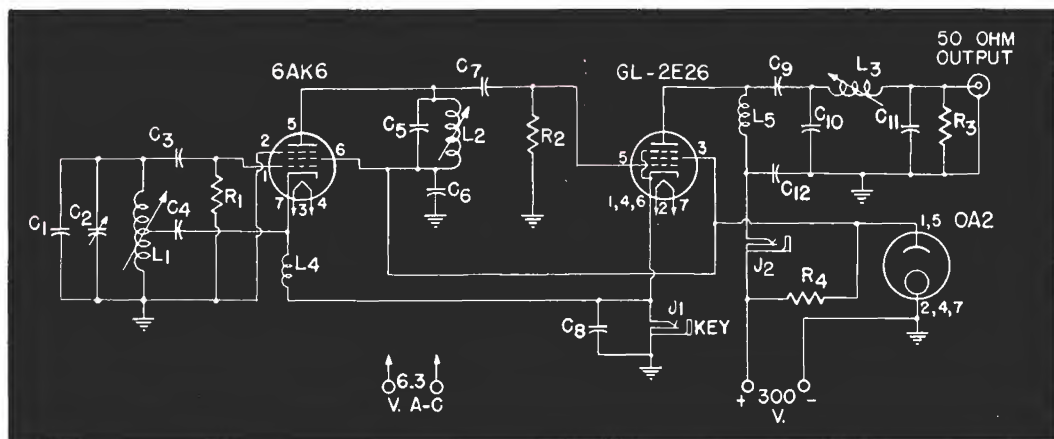 50 OHM
OUTPUT
6AK6
C7
GL-2E26
C9
L3
5
C5
L2
R2
L5
C10
C11
R3
C3
2
1
6
5
3
C6
C12
C1
C2
L1
C4
R1
7 3 4
1,4,6
2 7
L4
1,5
OA2
J2
R4
2,4,7
C8
J1
KEY
6.3
V. A-C
+ 300 -
V.